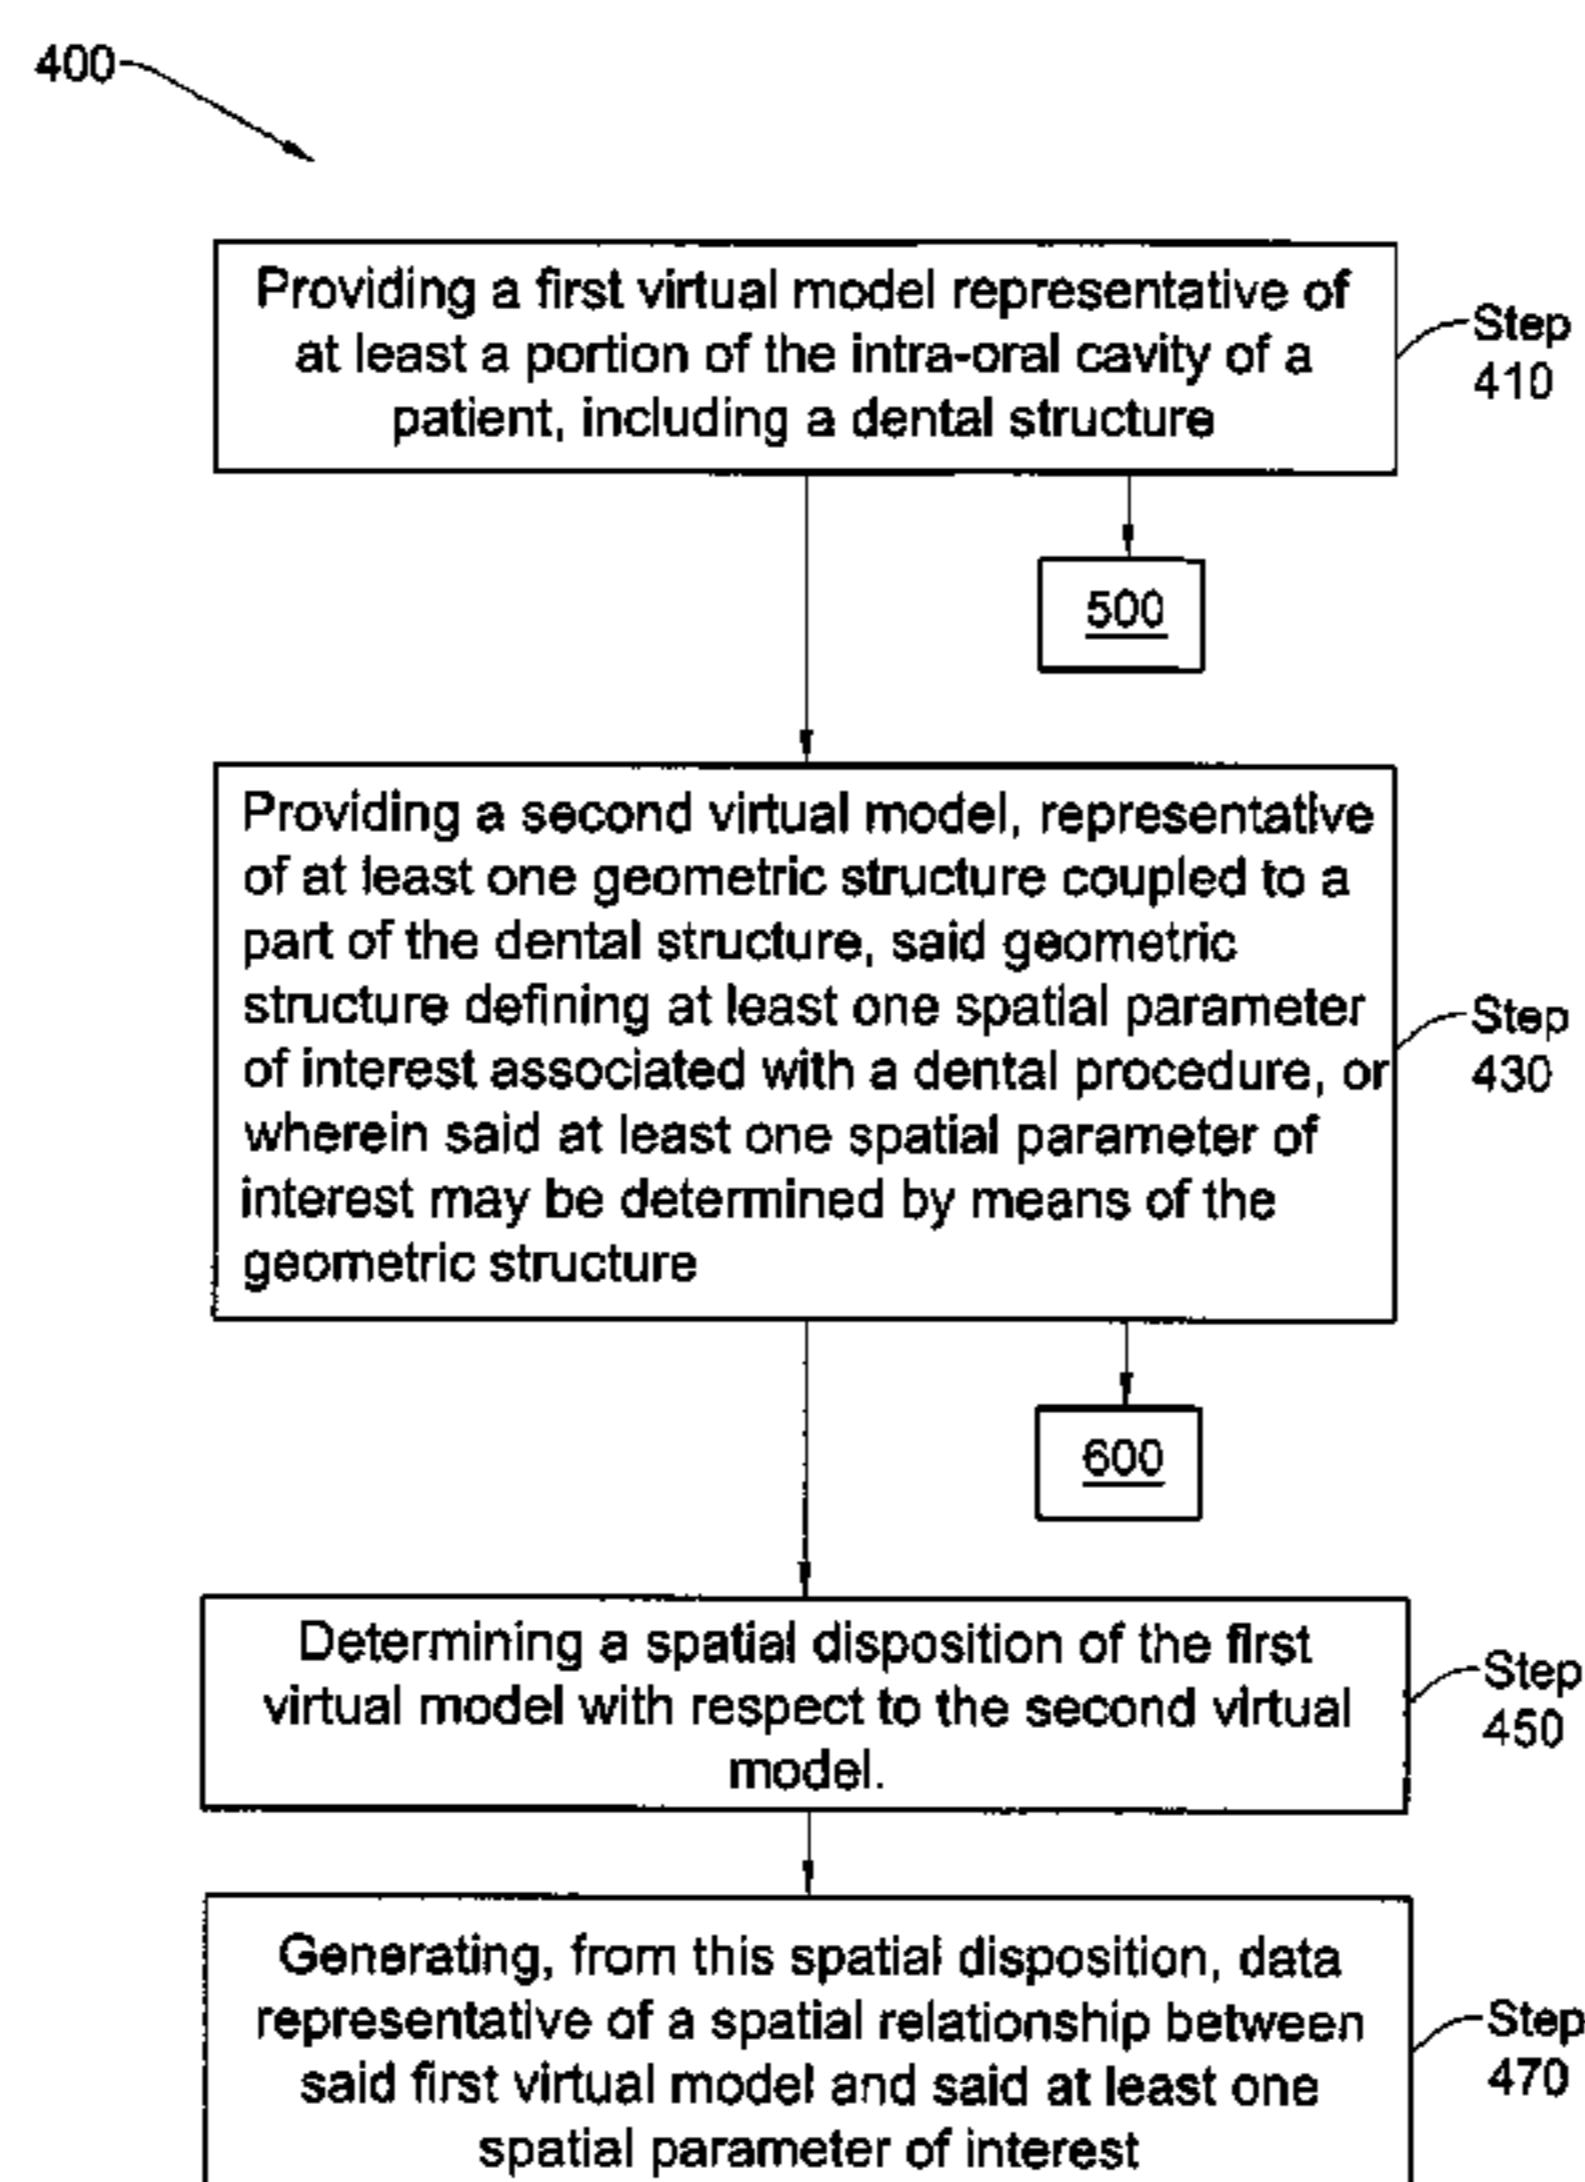 400
Providing a first virtual model representative of
at least a portion of the intra-oral cavity of a
patient, including a dental structure
Step
410
500
Providing a second virtual model, representative
of at least one geometric structure coupled to a
part of the dental structure, said geometric
structure defining at least one spatial parameter
of interest associated with a dental procedure, or
wherein said at least one spatial parameter of
interest may be determined by means of the
geometric structure
Step
430
600
Determining a spatial disposition of the first
virtual model with respect to the second virtual
model.
Step
450
Generating, from this spatial disposition, data
representative of a spatial relationship between
said first virtual model and said at least one
spatial parameter of interest
Step
470